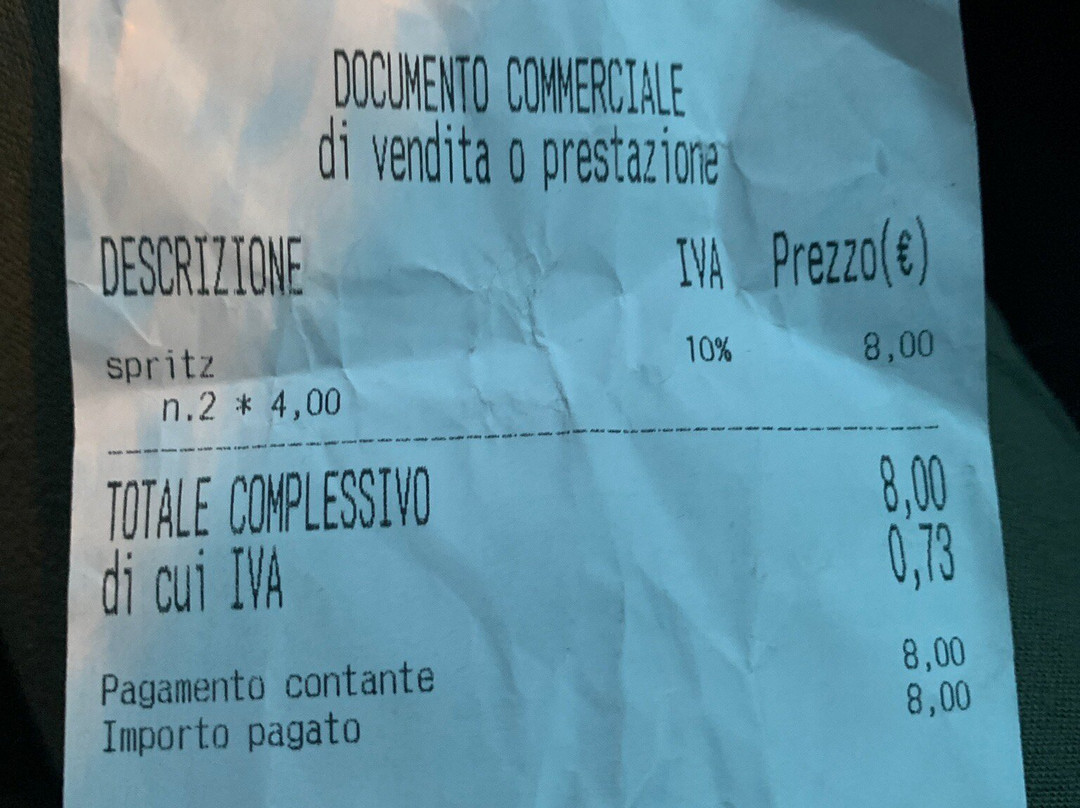 DOCUMENTO COMMERCIALE
di vendita o prestazione
DESCRIZIONE IVA Prezzo(€)
spritz 10% 8,00
n.2 * 4,00
TOTALE COMPLESSIVO 8,00
di cui IVA 0,73
Pagamento contante 8,00
Importo pagato 8,00